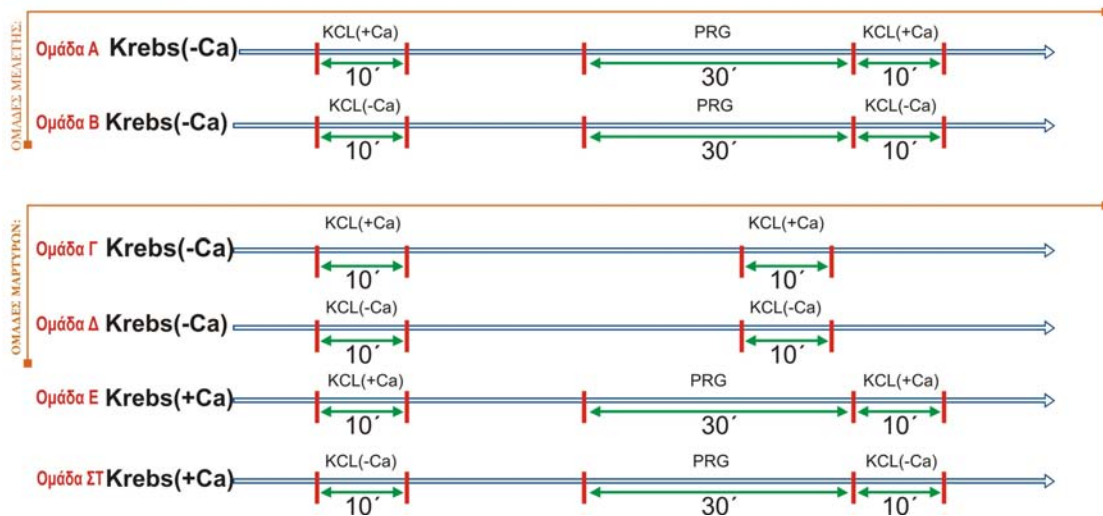 ΟΜΑΔΕΣ ΜΕΛΕΤΗΣ:
KCL(+Ca) PRG KCL(+Ca)
Ομάδα Α Krebs(-Ca)
10´ 30´ 10´
KCL(-Ca) PRG KCL(-Ca)
Ομάδα Β Krebs(-Ca)
10´ 30´ 10´
ΟΜΑΔΕΣ ΜΑΡΤΥΡΩΝ:
KCL(+Ca) KCL(+Ca)
Ομάδα Γ Krebs(-Ca)
10´ 10´
KCL(-Ca) KCL(-Ca)
Ομάδα Δ Krebs(-Ca)
10´ 10´
KCL(+Ca) PRG KCL(+Ca)
Ομάδα Ε Krebs(+Ca)
10´ 30´ 10´
KCL(-Ca) PRG KCL(-Ca)
Ομάδα ΣΤ Krebs(+Ca)
10´ 30´ 10´